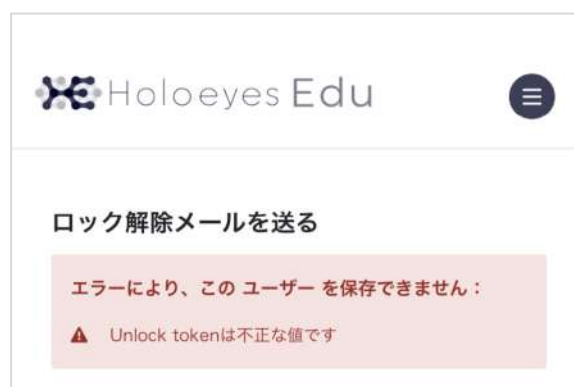 Holoeyes Edu
ロック解除メールを送る
エラーにより、この ユーザー を保存できません：
Unlock tokenは不正な値です